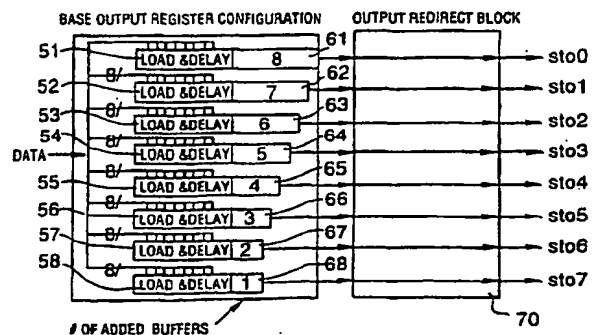 BASE OUTPUT REGISTER CONFIGURATION
OUTPUT REDIRECT BLOCK
51 LOAD &DELAY 8 61 sto0
8/
52 LOAD &DELAY 7 62 sto1
8/
53 LOAD &DELAY 6 63 sto2
8/
54 LOAD &DELAY 5 64 sto3
DATA
8/
55 LOAD &DELAY 4 65 sto4
8/
56 LOAD &DELAY 3 66 sto5
8/
57 LOAD &DELAY 2 67 sto6
8/
58 LOAD &DELAY 1 68 sto7
70
# OF ADDED BUFFERS